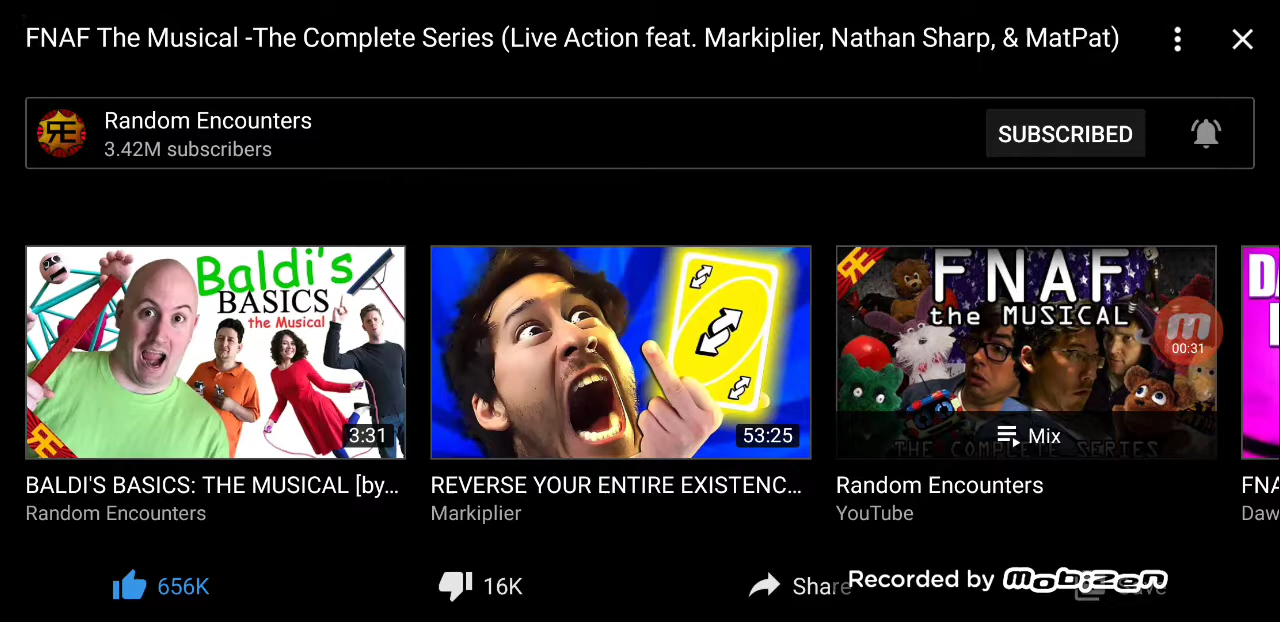 FNAF The Musical -The Complete Series (Live Action feat. Markiplier, Nathan Sharp, & MatPat)
RE
Random Encounters
3.42M subscribers
SUBSCRIBED
Baldi's
BASICS
the Musical
RE
3:31
53:25
RE
FNAF
the MUSICAL
m
00:31
Mix
THE COMPLETE SERIES
BALDI'S BASICS: THE MUSICAL [by...
Random Encounters
REVERSE YOUR ENTIRE EXISTENC...
Markiplier
Random Encounters
YouTube
FNA
Daw
656K
16K
Share
Recorded by mobizen